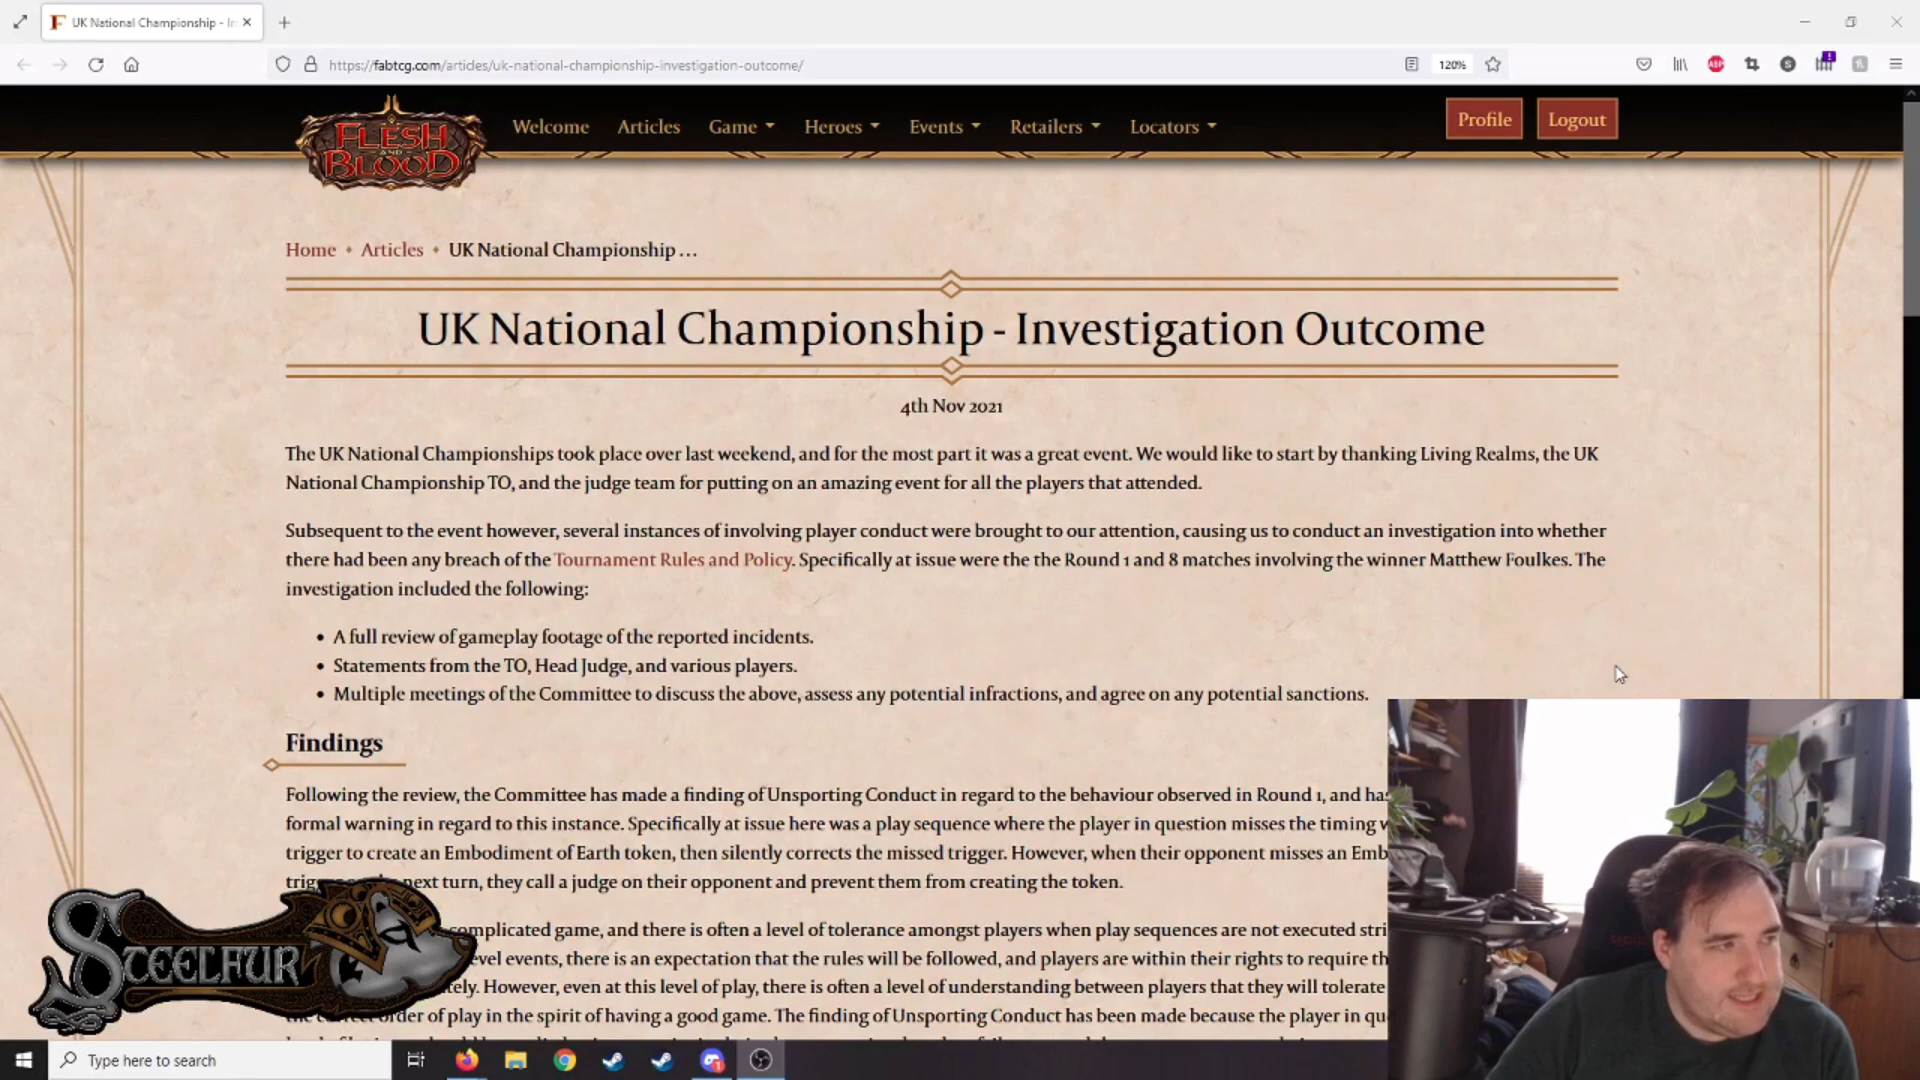 UK National Championship - In
https://fabtcg.com/articles/uk-national-championship-investigation-outcome/
120%
ABP
FLESH
AND
BLOOD
Welcome
Articles
Game
Heroes
Events
Retailers
Locators
Profile
Logout
Home • Articles • UK National Championship ...
UK National Championship - Investigation Outcome
4th Nov 2021
The UK National Championships took place over last weekend, and for the most part it was a great event. We would like to start by thanking Living Realms, the UK
National Championship TO, and the judge team for putting on an amazing event for all the players that attended.
Subsequent to the event however, several instances of involving player conduct were brought to our attention, causing us to conduct an investigation into whether
there had been any breach of the Tournament Rules and Policy. Specifically at issue were the the Round 1 and 8 matches involving the winner Matthew Foulkes. The
investigation included the following:
• A full review of gameplay footage of the reported incidents.
• Statements from the TO, Head Judge, and various players.
• Multiple meetings of the Committee to discuss the above, assess any potential infractions, and agree on any potential sanctions.
Findings
Following the review, the Committee has made a finding of Unsporting Conduct in regard to the behaviour observed in Round 1, and ha
formal warning in regard to this instance. Specifically at issue here was a play sequence where the player in question misses the timing
trigger to create an Embodiment of Earth token, then silently corrects the missed trigger. However, when their opponent misses an Emb
next turn, they call a judge on their opponent and prevent them from creating the token.
complicated game, and there is often a level of tolerance amongst players when play sequences are not executed stri
evel events, there is an expectation that the rules will be followed, and players are within their rights to require th
tely. However, even at this level of play, there is often a level of understanding between players that they will tolerate
order of play in the spirit of having a good game. The finding of Unsporting Conduct has been made because the player in qu
STEELFUR
Type here to search